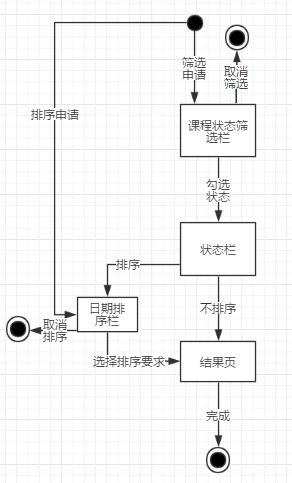 筛选
申请
取消
筛选
排序申请
课程状态筛
选栏
勾选
状态
状态栏
排序
日期排
序栏
不排序
取消
排序
选择排序要求
结果页
完成